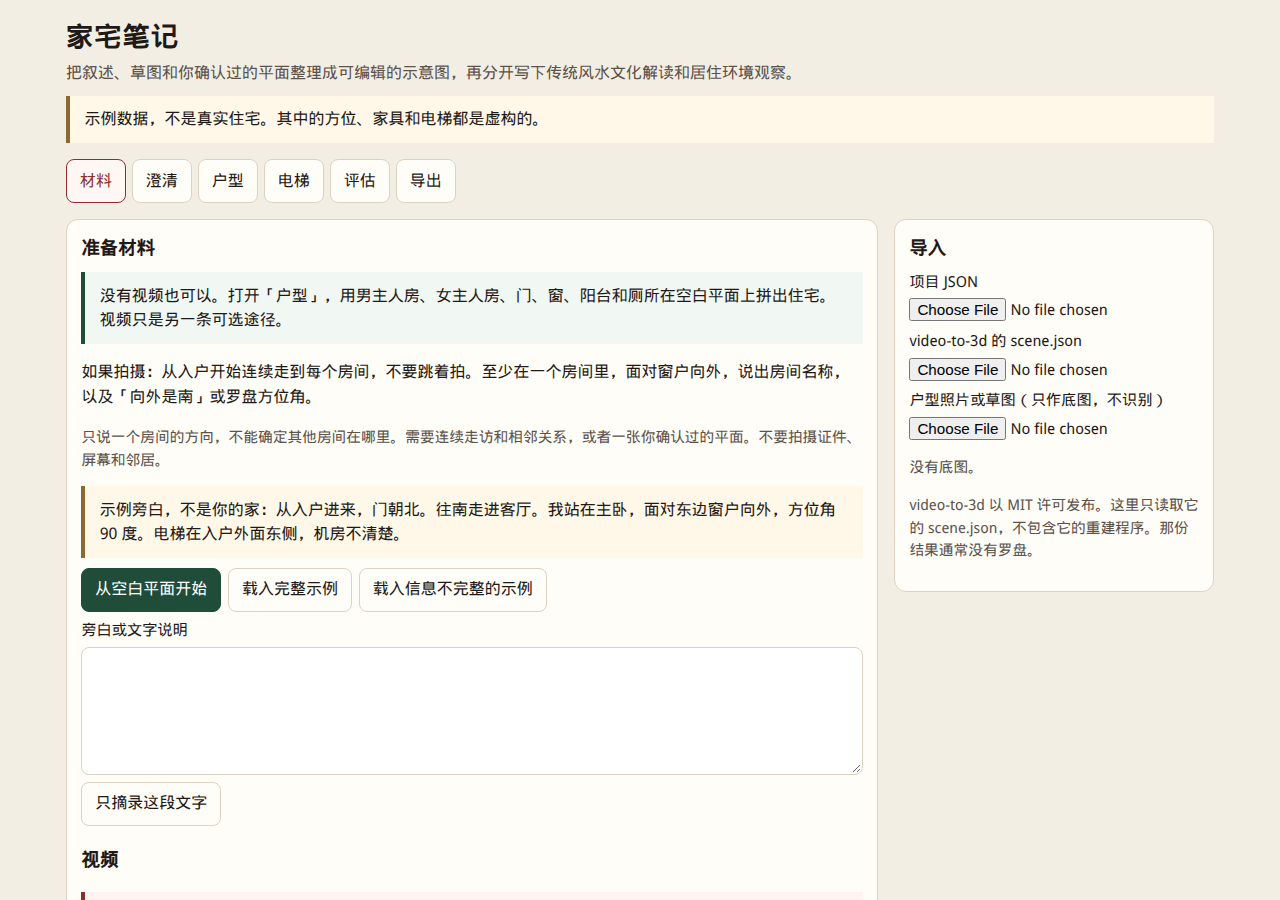 家宅笔记
把叙述、草图和你确认过的平面整理成可编辑的示意图，再分开写下传统风水文化解读和居住环境观察。
示例数据，不是真实住宅。其中的方位、家具和电梯都是虚构的。
材料 澄清 户型 电梯 评估 导出
准备材料
没有视频也可以。打开「户型」，用男主人房、女主人房、门、窗、阳台和厕所在空白平面上拼出住宅。
视频只是另一条可选途径。
如果拍摄：从入户开始连续走到每个房间，不要跳着拍。至少在一个房间里，面对窗户向外，说出房间名称，
以及「向外是南」或罗盘方位角。
只说一个房间的方向，不能确定其他房间在哪里。需要连续走访和相邻关系，或者一张你确认过的平面。不要拍摄证件、
屏幕和邻居。
示例旁白，不是你的家：从入户进来，门朝北。往南走进客厅。我站在主卧，面对东边窗户向外，方位角
90 度。电梯在入户外面东侧，机房不清楚。
从空白平面开始 载入完整示例 载入信息不完整的示例
旁白或文字说明
只摘录这段文字
视频
导入
项目 JSON
Choose File No file chosen
video-to-3d 的 scene.json
Choose File No file chosen
户型照片或草图（只作底图，不识别）
Choose File No file chosen
没有底图。
video-to-3d 以 MIT 许可发布。这里只读取它
的 scene.json，不包含它的重建程序。那份
结果通常没有罗盘。